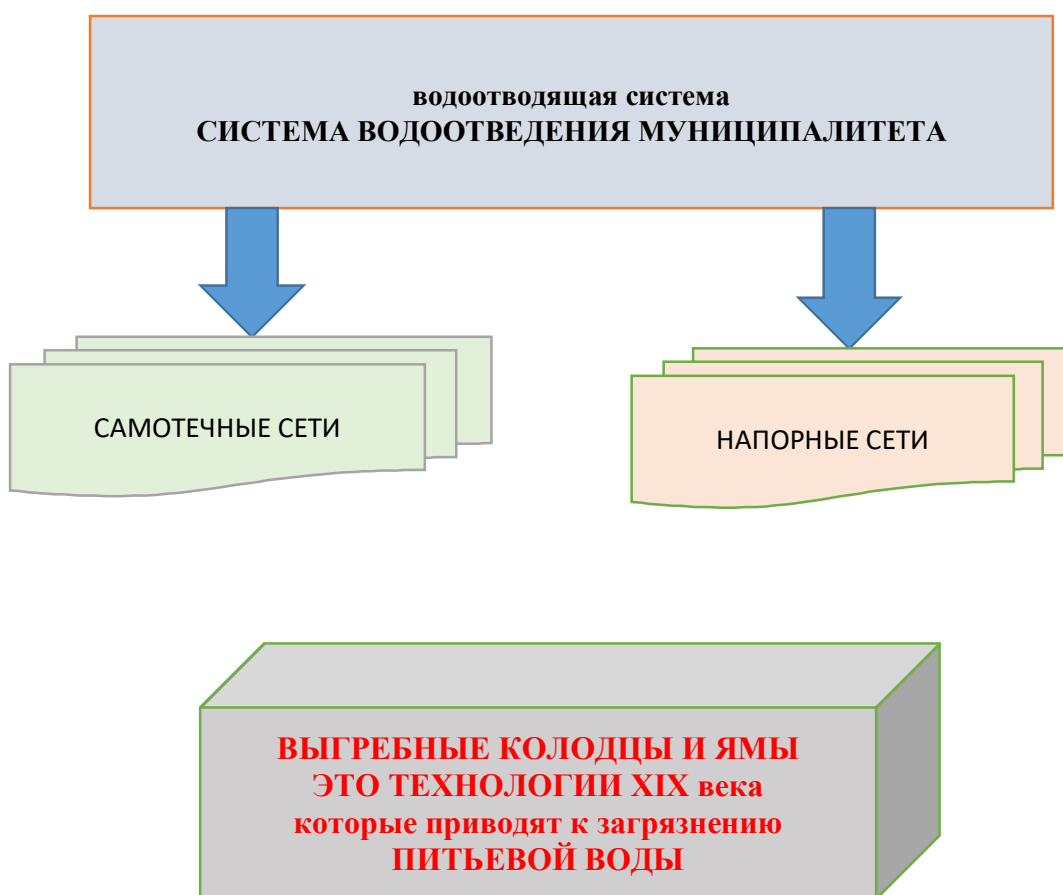 водоотводящая система
СИСТЕМА ВОДООТВЕДЕНИЯ МУНИЦИПАЛИТЕТА
САМОТЕЧНЫЕ СЕТИ
НАПОРНЫЕ СЕТИ
ВЫГРЕБНЫЕ КОЛОДЦЫ И ЯМЫ
ЭТО ТЕХНОЛОГИИ XIX века
которые приводят к загрязнению
ПИТЬЕВОЙ ВОДЫ